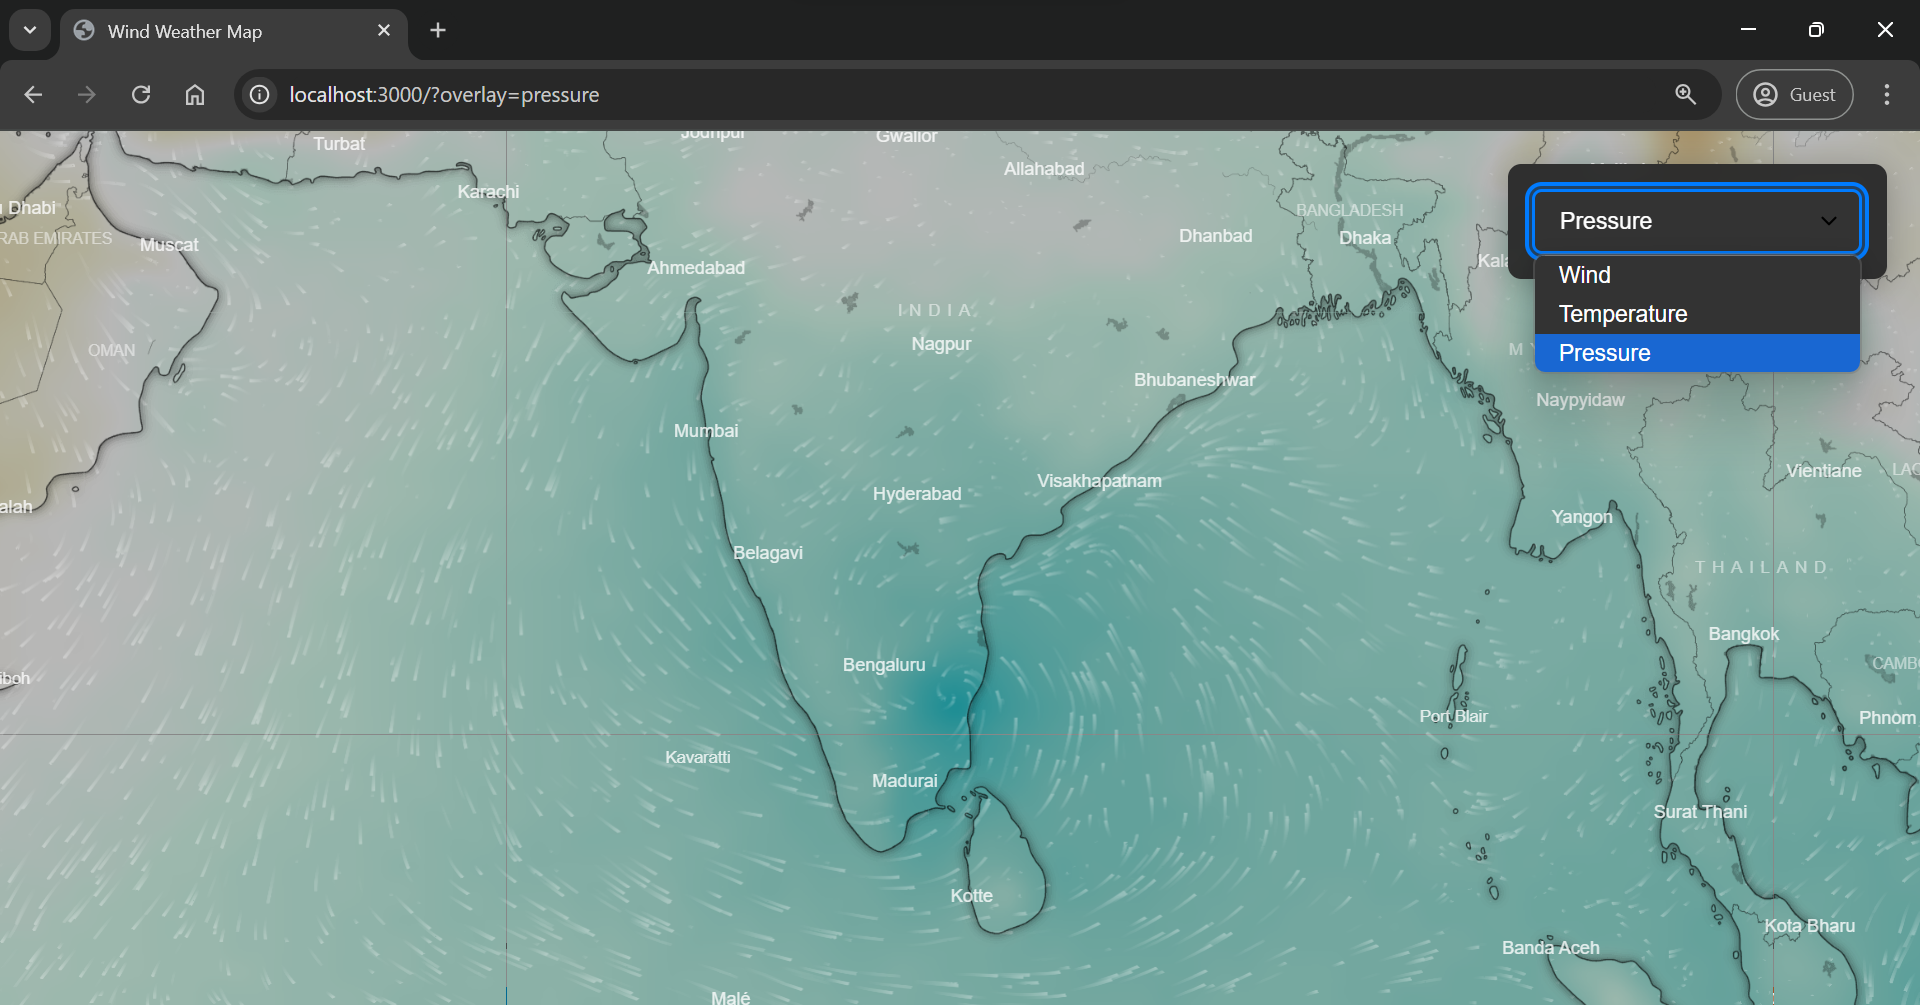 Wind Weather Map
localhost:3000/?overlay=pressure
Guest
Turbat
Jodhpur
Gwalior
Allahabad
Karachi
Dhabi
RAB EMIRATES
Muscat
BANGLADESH
Dhanbad
Dhaka
Pressure
Kala
Ahmedabad
Wind
INDIA
Temperature
Nagpur
OMAN
M Y
Pressure
Bhubaneshwar
Naypyidaw
Mumbai
Vientiane
LAO
Visakhapatnam
Hyderabad
alah
Yangon
Belagavi
THAILAND
Bangkok
Bengaluru
CAMB
iboh
Port Blair
Phnom
Kavaratti
Madurai
Surat Thani
Kotte
Kota Bharu
Banda Aceh
Malé